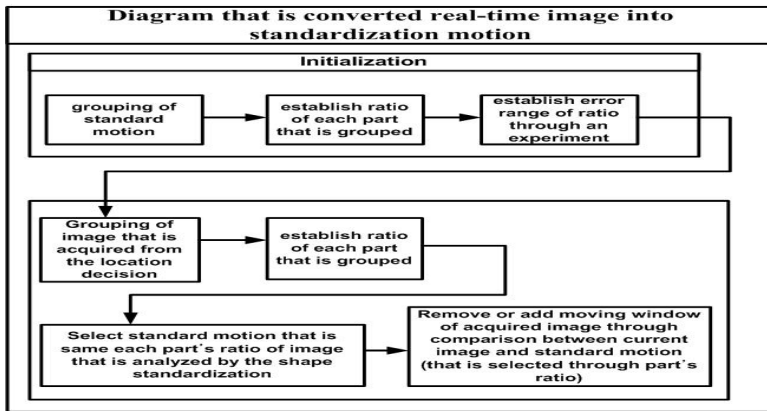 Diagram that is converted real-time image into
standardization motion
Initialization
grouping of
standard
motion
establish ratio
of each part
that is grouped
establish error
range of ratio
through an
experiment
Grouping of
image that is
acquired from
the location
decision
establish ratio
of each part
that is grouped
Select standard motion that is
same each part's ratio of image
that is analyzed by the shape
standardization
Remove or add moving window
of acquired image through
comparison between current
image and standard motion
(that is selected through part's
ratio)